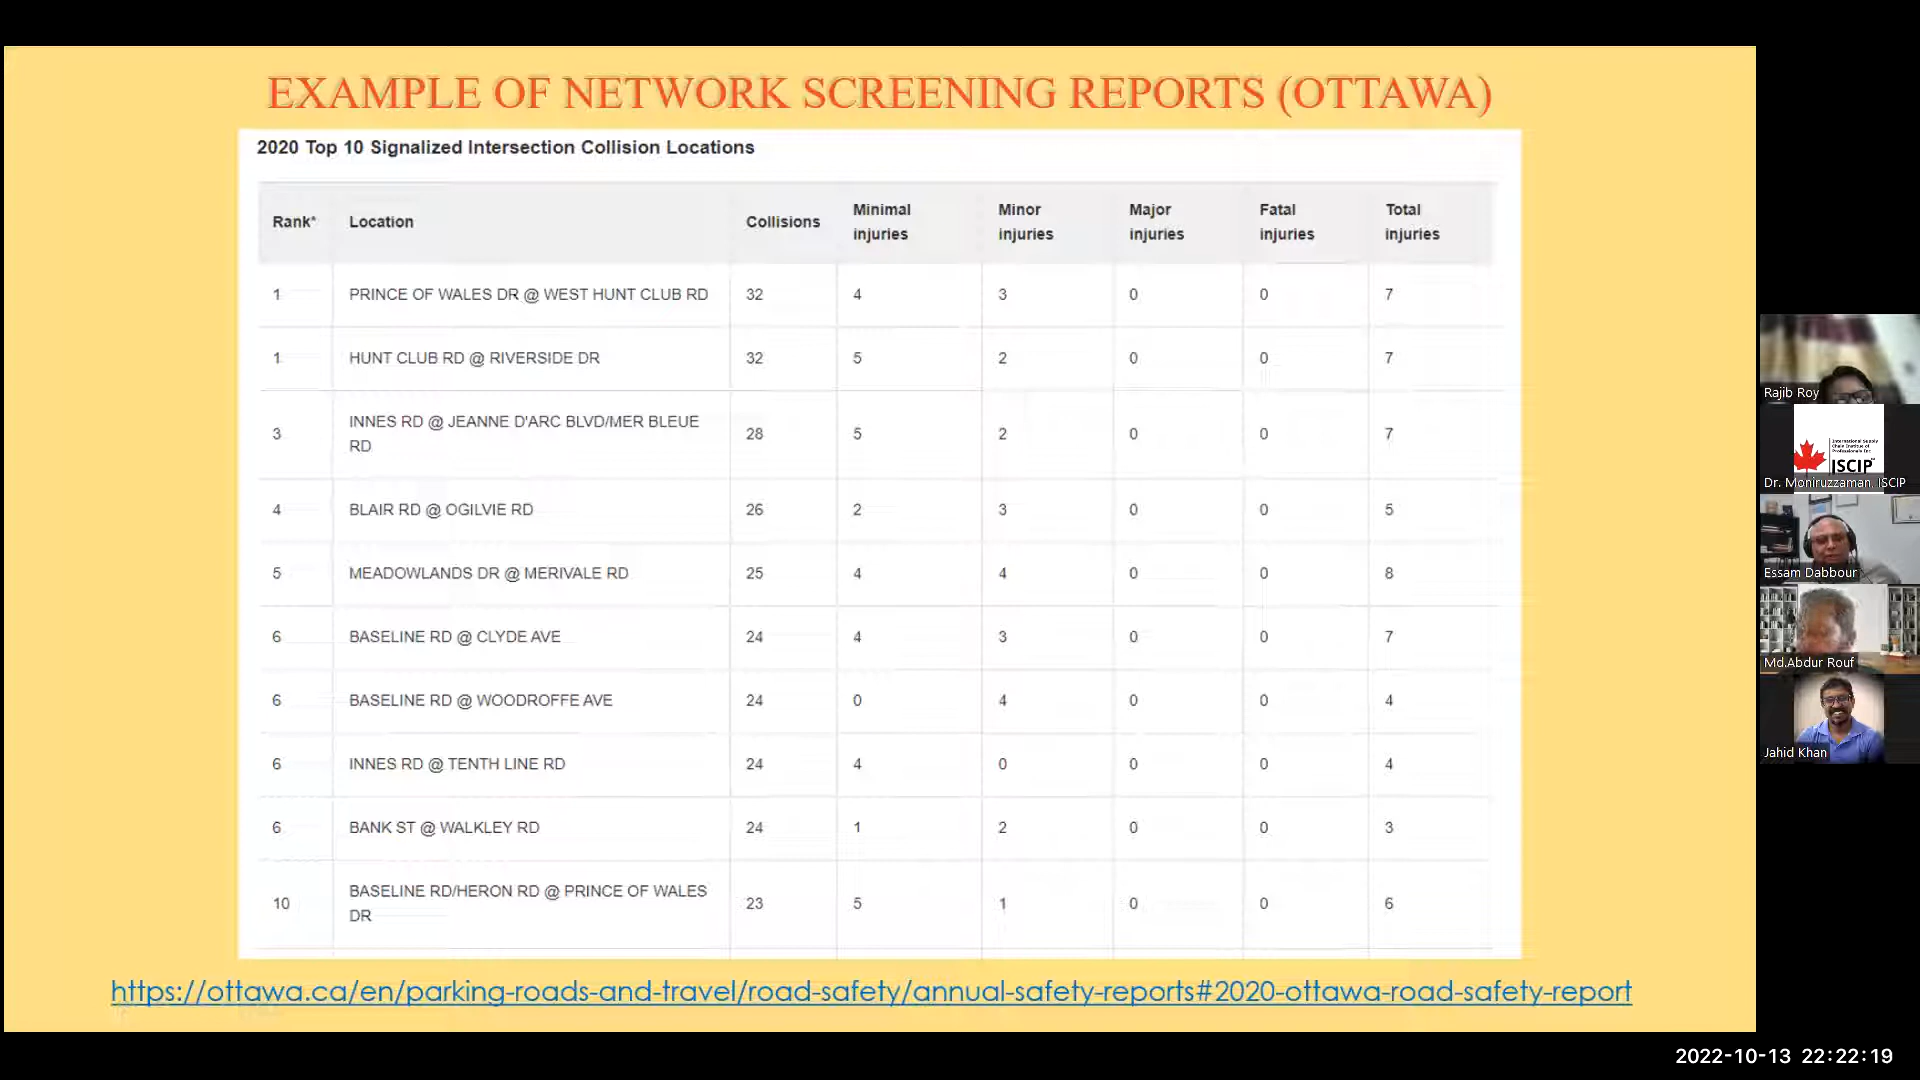 EXAMPLE OF NETWORK SCREENING REPORTS (OTTAWA)
2020 Top 10 Signalized Intersection Collision Locations
Rank* Location Collisions Minimal injuries Minor injuries Major injuries Fatal injuries Total injuries
1 PRINCE OF WALES DR @ WEST HUNT CLUB RD 32 4 3 0 0 7
1 HUNT CLUB RD @ RIVERSIDE DR 32 5 2 0 0 7
3 INNES RD @ JEANNE D'ARC BLVD/MER BLEUE RD 28 5 2 0 0 7
4 BLAIR RD @ OGILVIE RD 26 2 3 0 0 5
5 MEADOWLANDS DR @ MERIVALE RD 25 4 4 0 0 8
6 BASELINE RD @ CLYDE AVE 24 4 3 0 0 7
6 BASELINE RD @ WOODROFFE AVE 24 0 4 0 0 4
6 INNES RD @ TENTH LINE RD 24 4 0 0 0 4
6 BANK ST @ WALKLEY RD 24 1 2 0 0 3
10 BASELINE RD/HERON RD @ PRINCE OF WALES DR 23 5 1 0 0 6
https://ottawa.ca/en/parking-roads-and-travel/road-safety/annual-safety-reports#2020-ottawa-road-safety-report
Rajib Roy
International Supply
Chain Institute of
Professionals Inc
ISCIP
Dr. Moniruzzaman, ISCIP
Essam Dabbour
Md.Abdur Rouf
Jahid Khan
2022-10-13 22:22:19